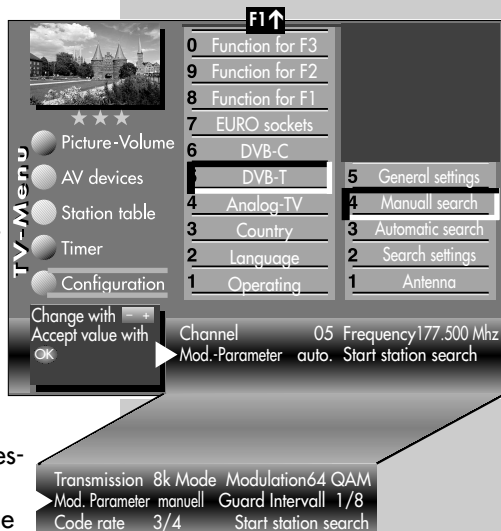 F1↑
0 Function for F3
9 Function for F2
8 Function for F1
7 EURO sockets
6 DVB-C
DVB-T
4 Analog-TV
3 Country
2 Language
1 Operating
TV-Menu
Picture-Volume
AV devices
Station table
Timer
Configuration
5 General settings
4 Manuall search
3 Automatic search
2 Search settings
1 Antenna
Change with - +
Accept value with
OK
Channel 05 Frequency177.500 Mhz
Mod.-Parameter auto. Start station search
es-
e
Transmission 8k Mode Modulation64 QAM
Mod. Parameter manuell Guard Intervall 1/8
Code rate 3/4 Start station search